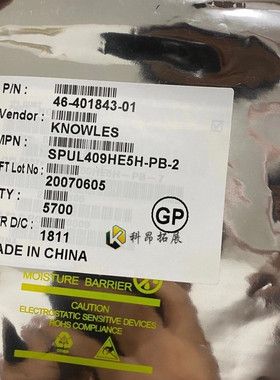 P/N:
46-401843-01
Vendor:
KNOWLES
MPN:
SPUL409HE5H-PB-2
FT Lot No
20070605
TY:
5700
R D/C:
1811
GP
科昂拓展
ADE IN CHINA
MOISTURE BARRIER
CAUTION
ELECTROSTATIC SENSITIVE DEVICES
ROHS COMPLIANCE